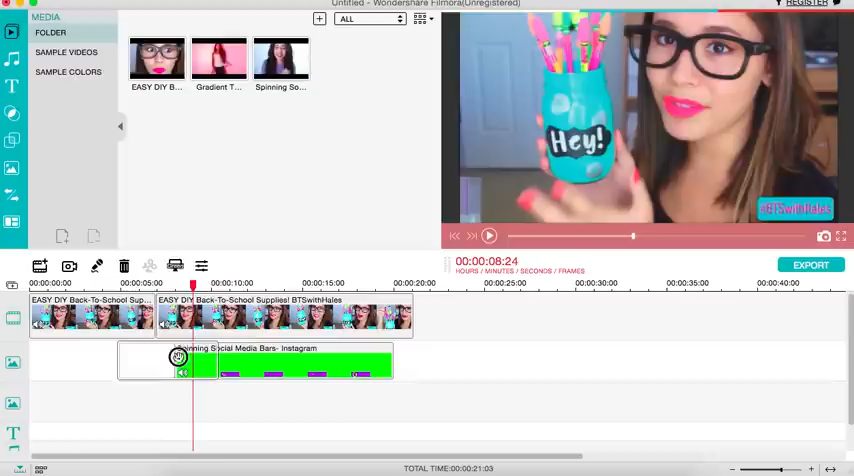 Untitled - Wondershare Filmora(Unregistered)
REGISTER
MEDIA
FOLDER
SAMPLE VIDEOS
SAMPLE COLORS
ALL
EASY DIY B...
Gradient T...
Spinning So...
Hey!
#BTSwithHales
00:00:08:24
HOURS / MINUTES / SECONDS / FRAMES
EXPORT
00:00:00:00
00:00:05:00
00:00:10:00
00:00:15:00
00:00:20:00
00:00:25:00
00:00:30:00
00:00:35:00
00:00:40:00
EASY DIY Back-To-School Sup...
EASY DIY Back-To-School Supplies! BTSwithHales
Spinning Social Media Bars- Instagram
TOTAL TIME:00:00:21:03